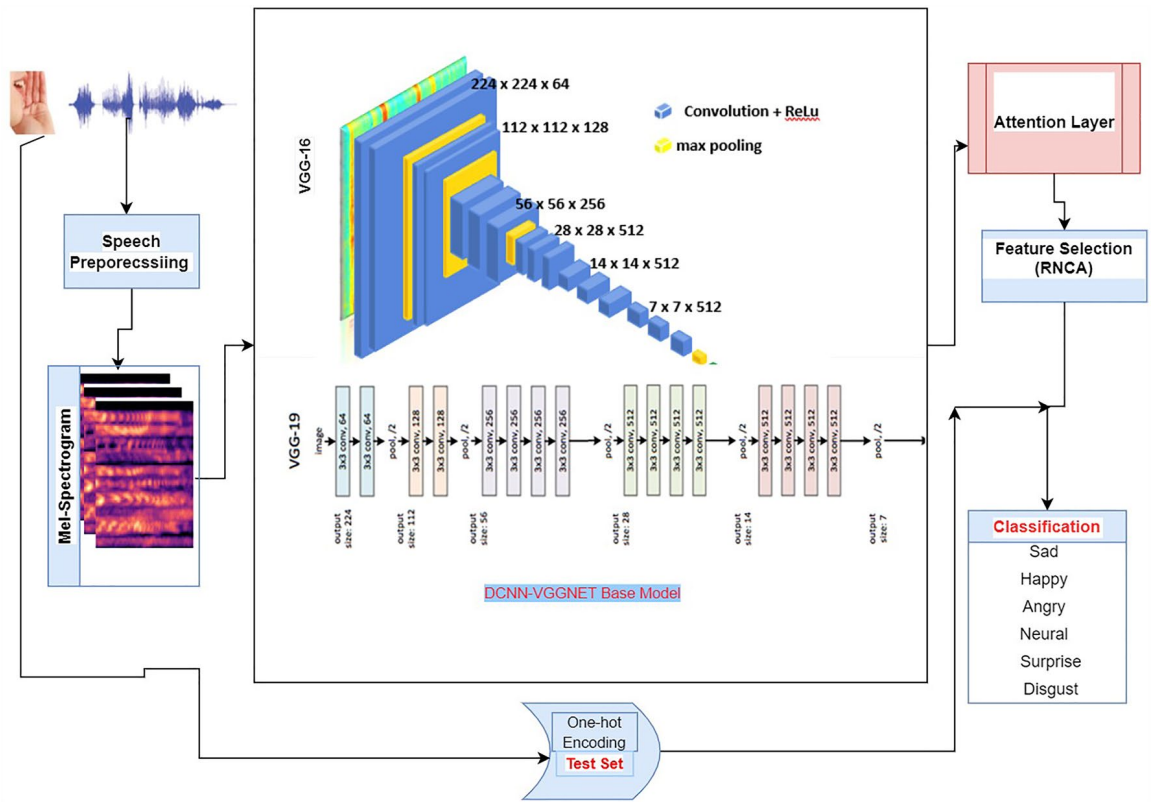 Speech
Preporecssiing
Mel-Spectrogram
VGG-16
224 x 224 x 64
112 x 112 x 128
56 x 56 x 256
28 x 28 x 512
14 x 14 x 512
7 x 7 x 512
Convolution + ReLu
max pooling
VGG-19
image
3x3 conv, 64
3x3 conv, 64
pool, /2
3x3 conv, 128
3x3 conv, 128
pool, /2
3x3 conv, 256
3x3 conv, 256
3x3 conv, 256
3x3 conv, 256
pool, /2
3x3 conv, 512
3x3 conv, 512
3x3 conv, 512
3x3 conv, 512
pool, /2
3x3 conv, 512
3x3 conv, 512
3x3 conv, 512
3x3 conv, 512
pool, /2
output
size: 224
output
size: 112
output
size: 56
output
size: 28
output
size: 14
output
size: 7
DCNN-VGGNET Base Model
Attention Layer
Feature Selection
(RNCA)
Classification
Sad
Happy
Angry
Neural
Surprise
Disgust
One-hot
Encoding
Test Set